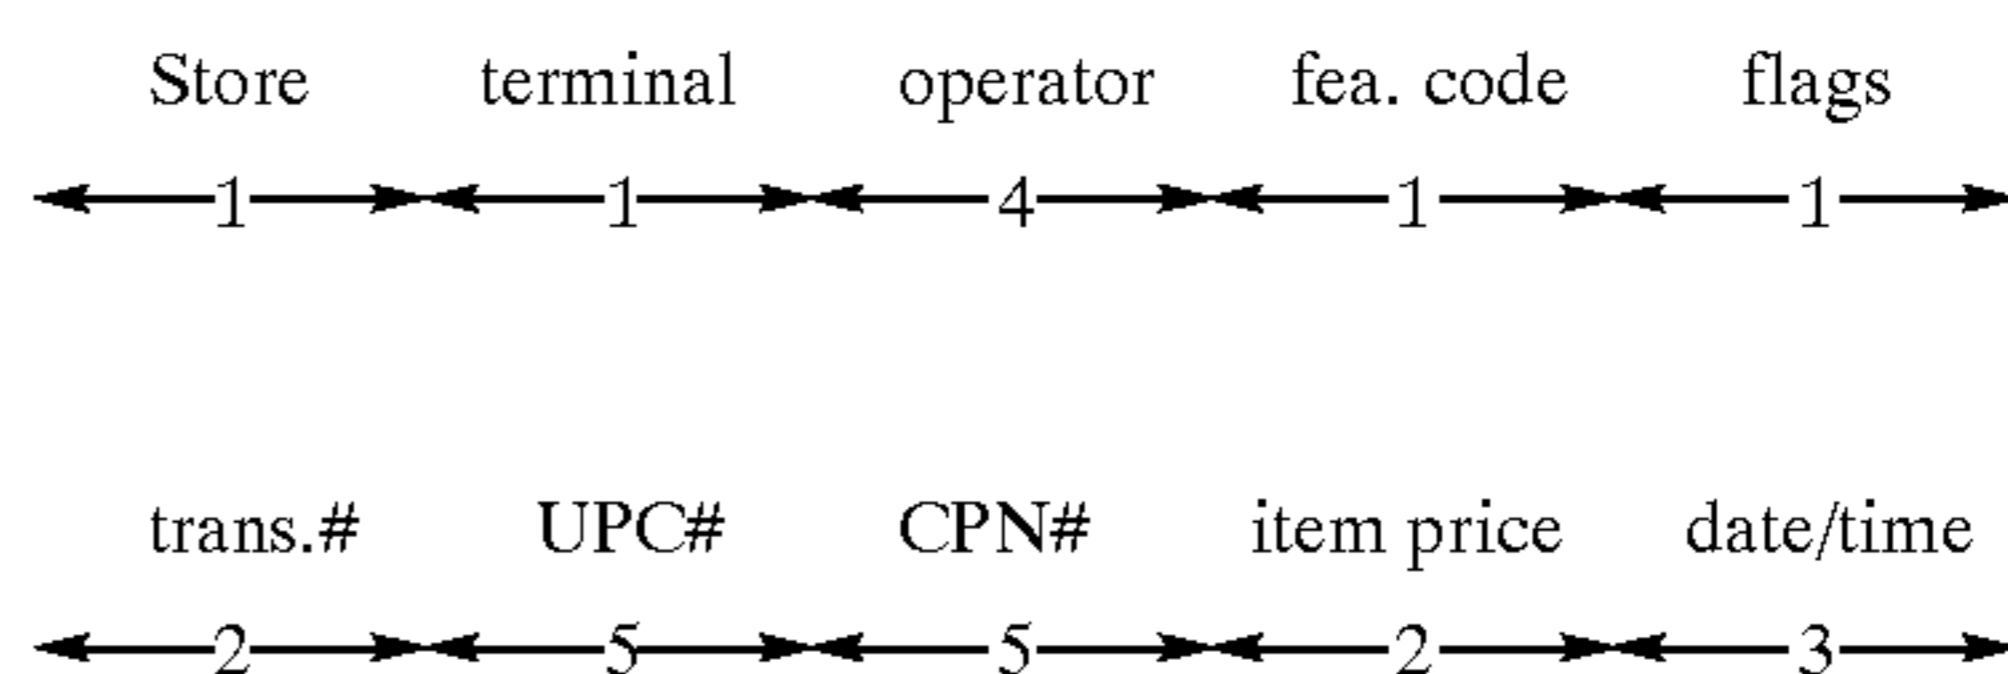 Store terminal operator fea. code flags
1 1 4 1 1
trans.# UPC# CPN# item price date/time
2 5 5 2 3